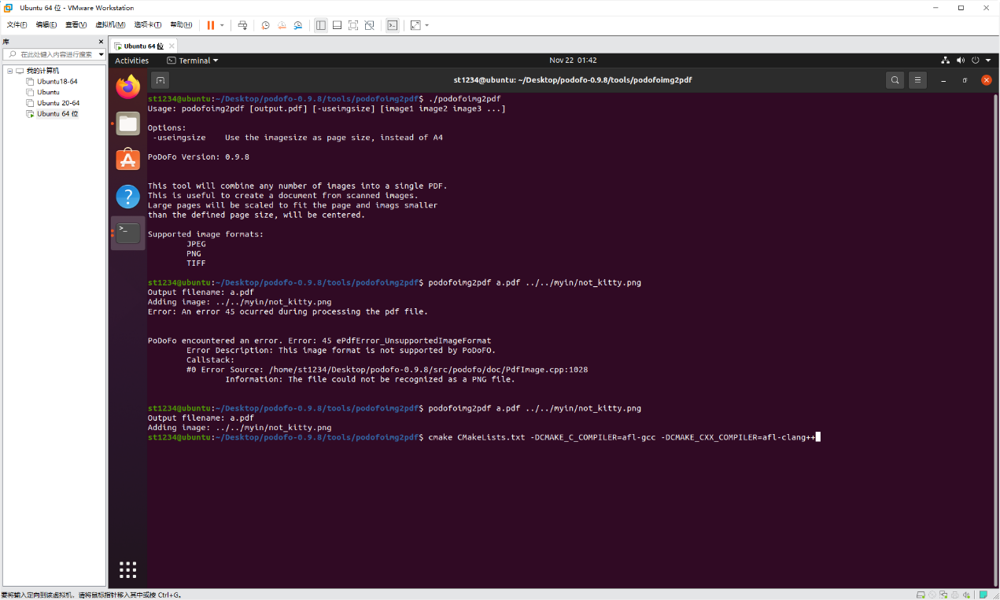 Ubuntu 64 位 - VMware Workstation
文件(F) 编辑(E) 查看(V) 虚拟机(M) 选项卡(T) 帮助(H)
库
在此处键入内容进行搜索
我的计算机
Ubuntu18-64
Ubuntu
Ubuntu 20-64
Ubuntu 64 位
Ubuntu 64 位
Activities Terminal Nov 22 01:42
st1234@ubuntu: ~/Desktop/podofo-0.9.8/tools/podofoimg2pdf
st1234@ubuntu:~/Desktop/podofo-0.9.8/tools/podofoimg2pdf$ ./podofoimg2pdf
Usage: podofoimg2pdf [output.pdf] [-useimgsize] [image1 image2 image3 ...]
Options:
-useimgsize Use the imagesize as page size, instead of A4
PoDoFo Version: 0.9.8
This tool will combine any number of images into a single PDF.
This is useful to create a document from scanned images.
Large pages will be scaled to fit the page and imags smaller
than the defined page size, will be centered.
Supported image formats:
JPEG
PNG
TIFF
st1234@ubuntu:~/Desktop/podofo-0.9.8/tools/podofoimg2pdf$ podofoimg2pdf a.pdf ../../myin/not_kitty.png
Output filename: a.pdf
Adding image: ../../myin/not_kitty.png
Error: An error 45 ocurred during processing the pdf file.
PoDoFo encountered an error. Error: 45 ePdfError_UnsupportedImageFormat
Error Description: This image format is not supported by PoDoFO.
Callstack:
#0 Error Source: /home/st1234/Desktop/podofo-0.9.8/src/podofo/doc/PdfImage.cpp:1028
Information: The file could not be recognized as a PNG file.
st1234@ubuntu:~/Desktop/podofo-0.9.8/tools/podofoimg2pdf$ podofoimg2pdf a.pdf ../../myin/not_kitty.png
Output filename: a.pdf
Adding image: ../../myin/not_kitty.png
st1234@ubuntu:~/Desktop/podofo-0.9.8/tools/podofoimg2pdf$ cmake CMakeLists.txt -DCMAKE_C_COMPILER=afl-gcc -DCMAKE_CXX_COMPILER=afl-clang++
要将输入定向到该虚拟机，请将鼠标指针移入其中或按 Ctrl+G。